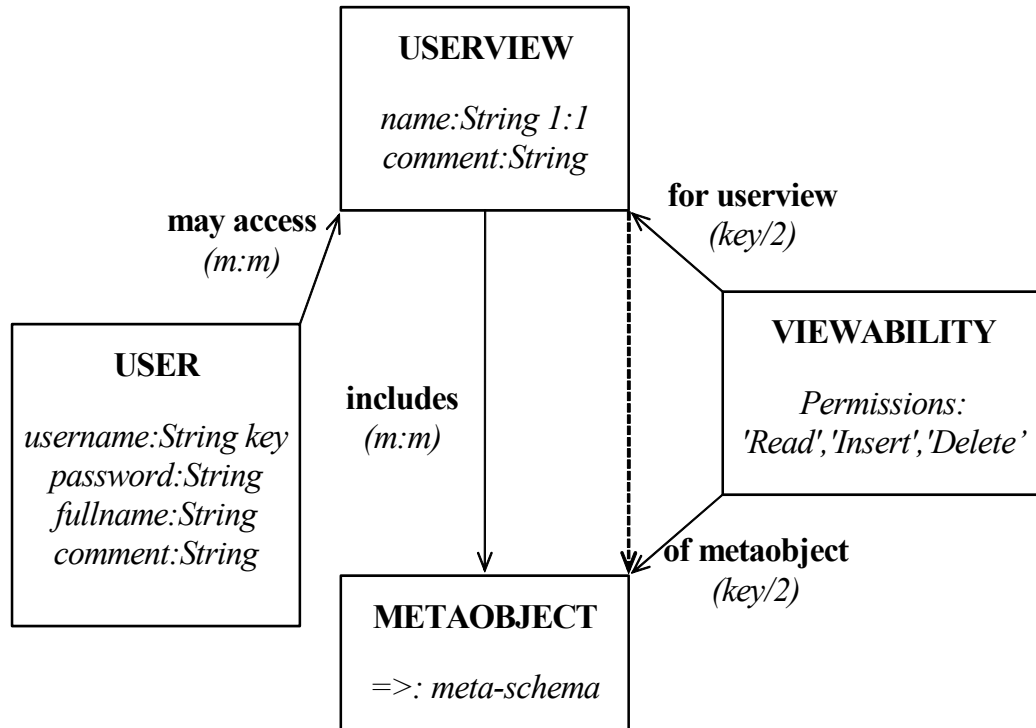 USERVIEW
name:String 1:1
comment:String
may access
(m:m)
for userview
(key/2)
USER
username:String key
password:String
fullname:String
comment:String
includes
(m:m)
VIEWABILITY
Permissions:
'Read','Insert','Delete’
of metaobject
(key/2)
METAOBJECT
=>: meta-schema